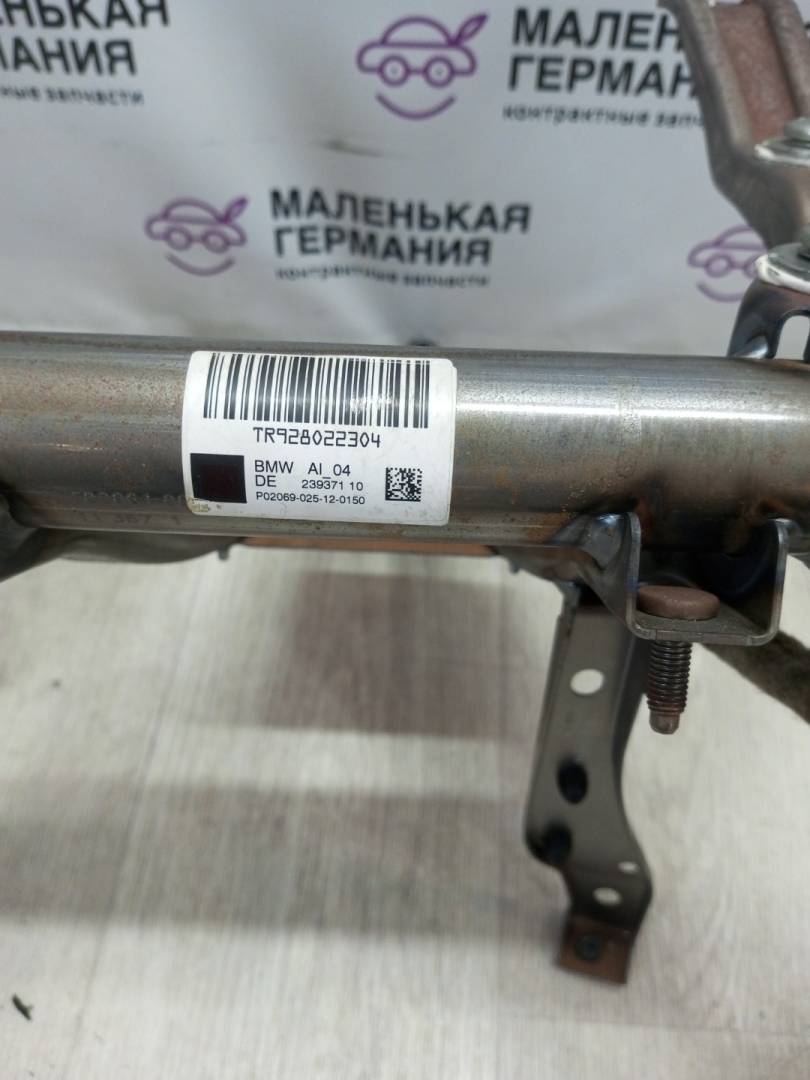 МАЛЕНЬКАЯ
ГЕРМАНИЯ
контрактные запчасти
МАЛЕНЬКАЯ
ГЕРМАНИЯ
контрактные запчасти
TR928022304
BMW AI_04
DE 239371 10
P02069-025-12-0150